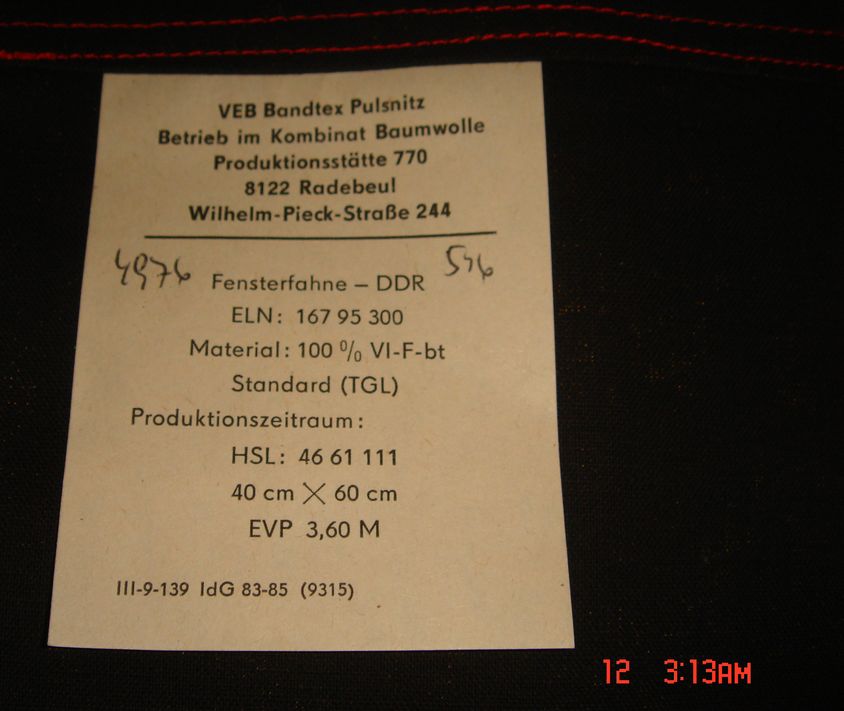 VEB Bandtex Pulsnitz
Betrieb im Kombinat Baumwolle
Produktionsstätte 770
8122 Radebeul
Wilhelm-Pieck-Straße 244
4976 Fensterfahne – DDR 546
ELN: 167 95 300
Material: 100 % VI-F-bt
Standard (TGL)
Produktionszeitraum:
HSL: 46 61 111
40 cm × 60 cm
EVP 3,60 M
III-9-139 IdG 83-85 (9315)
12 3:13AM